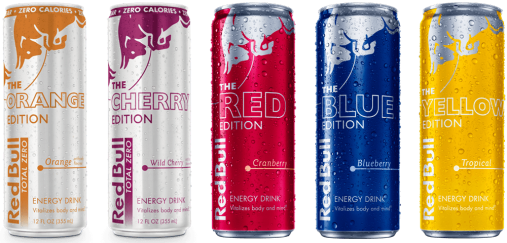 ZERO CALORIES
THE
ORANGE
EDITION
Orange
Red Bull
TOTAL ZERO
ENERGY DRINK
Vitalizes body and mind.
12 FL OZ (355 mL)
ZERO CALORIES
THE
CHERRY
EDITION
Wild Cherry
Red Bull
TOTAL ZERO
ENERGY DRINK
Vitalizes body and mind.
12 FL OZ (355 mL)
THE
RED
EDITION
Cranberry
Red Bull
ENERGY DRINK
Vitalizes body and mind.
THE
BLUE
EDITION
Blueberry
Red Bull
ENERGY DRINK
Vitalizes body and mind.
THE
YELLOW
EDITION
Tropical
Red Bull
ENERGY DRINK
Vitalizes body and mind.